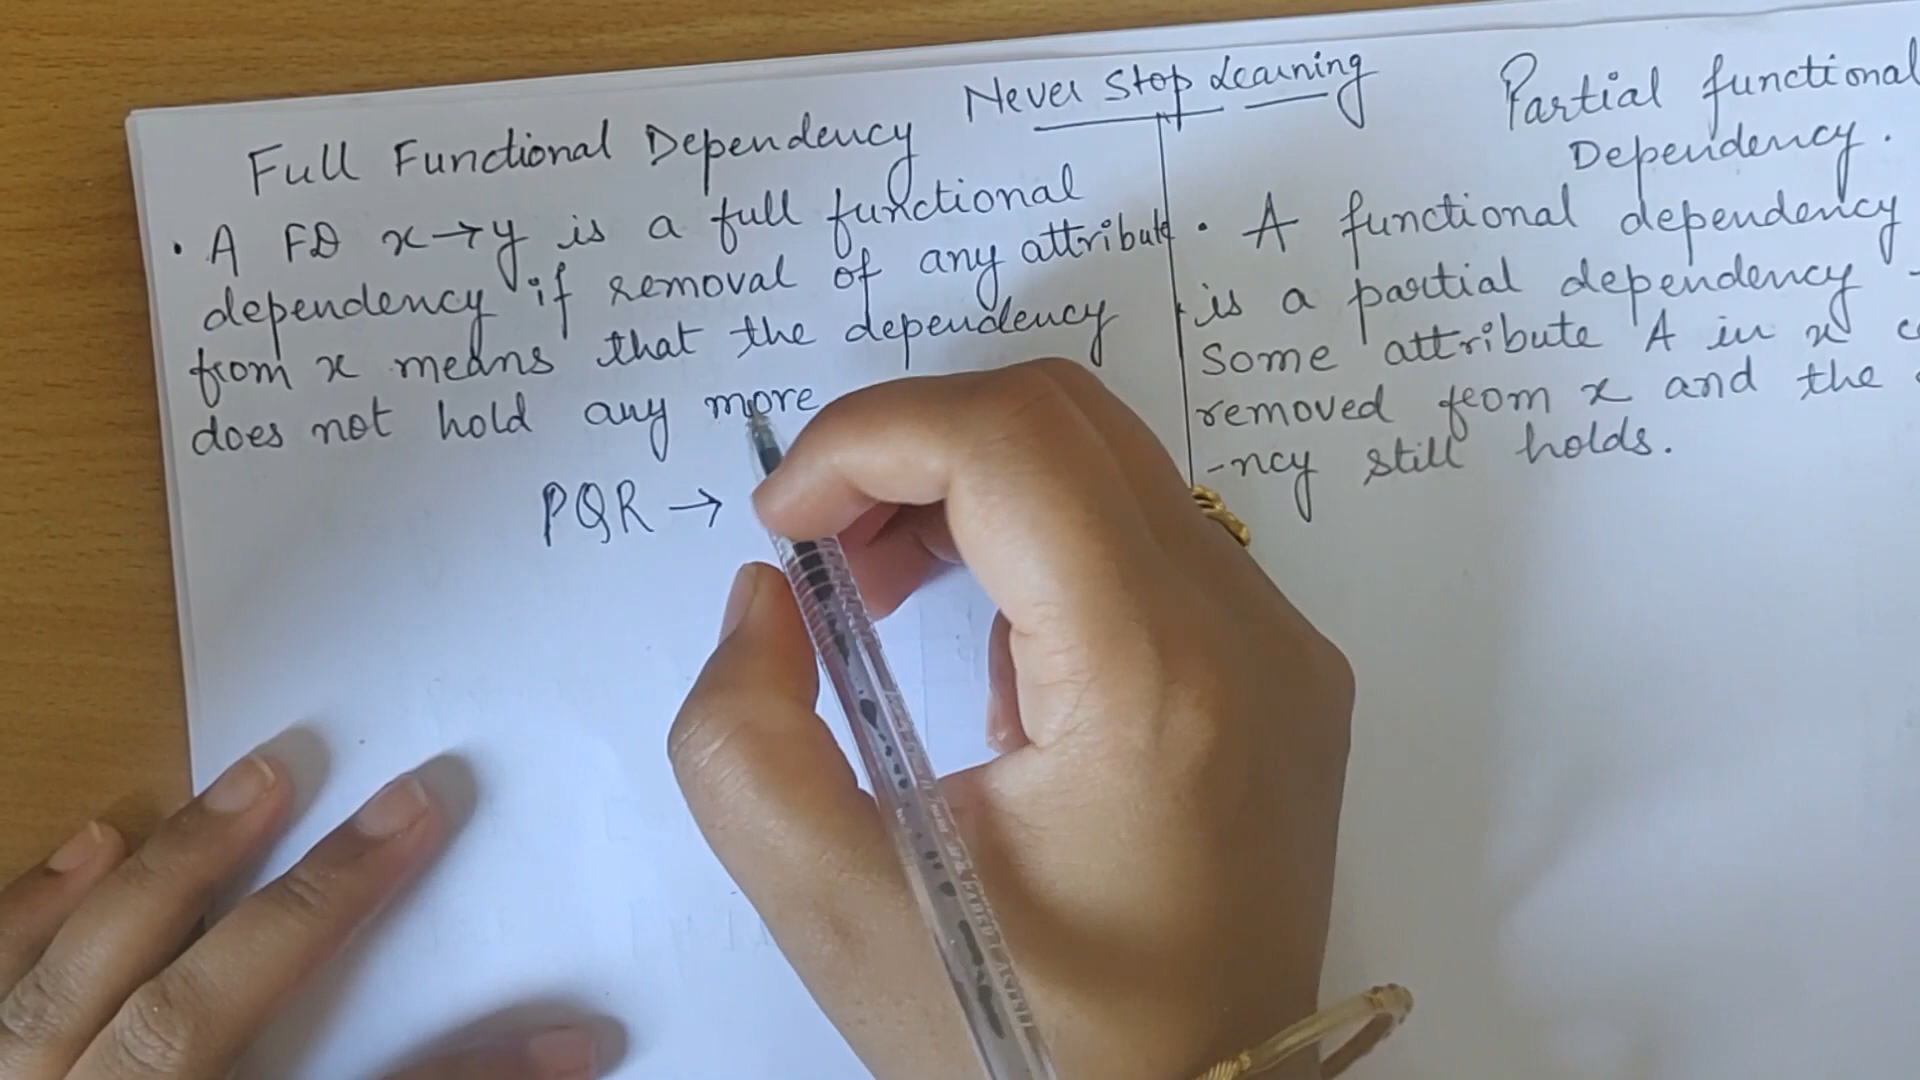 Never Stop Learning
Full Functional Dependency
. A FD x→y is a full functional
dependency if removal of any attribute
from x means that the dependency
does not hold any more
PQR →
Partial functional
Dependency.
. A functional dependency
is a partial dependency
some attribute A in x
removed from x and the
-ncy still holds.